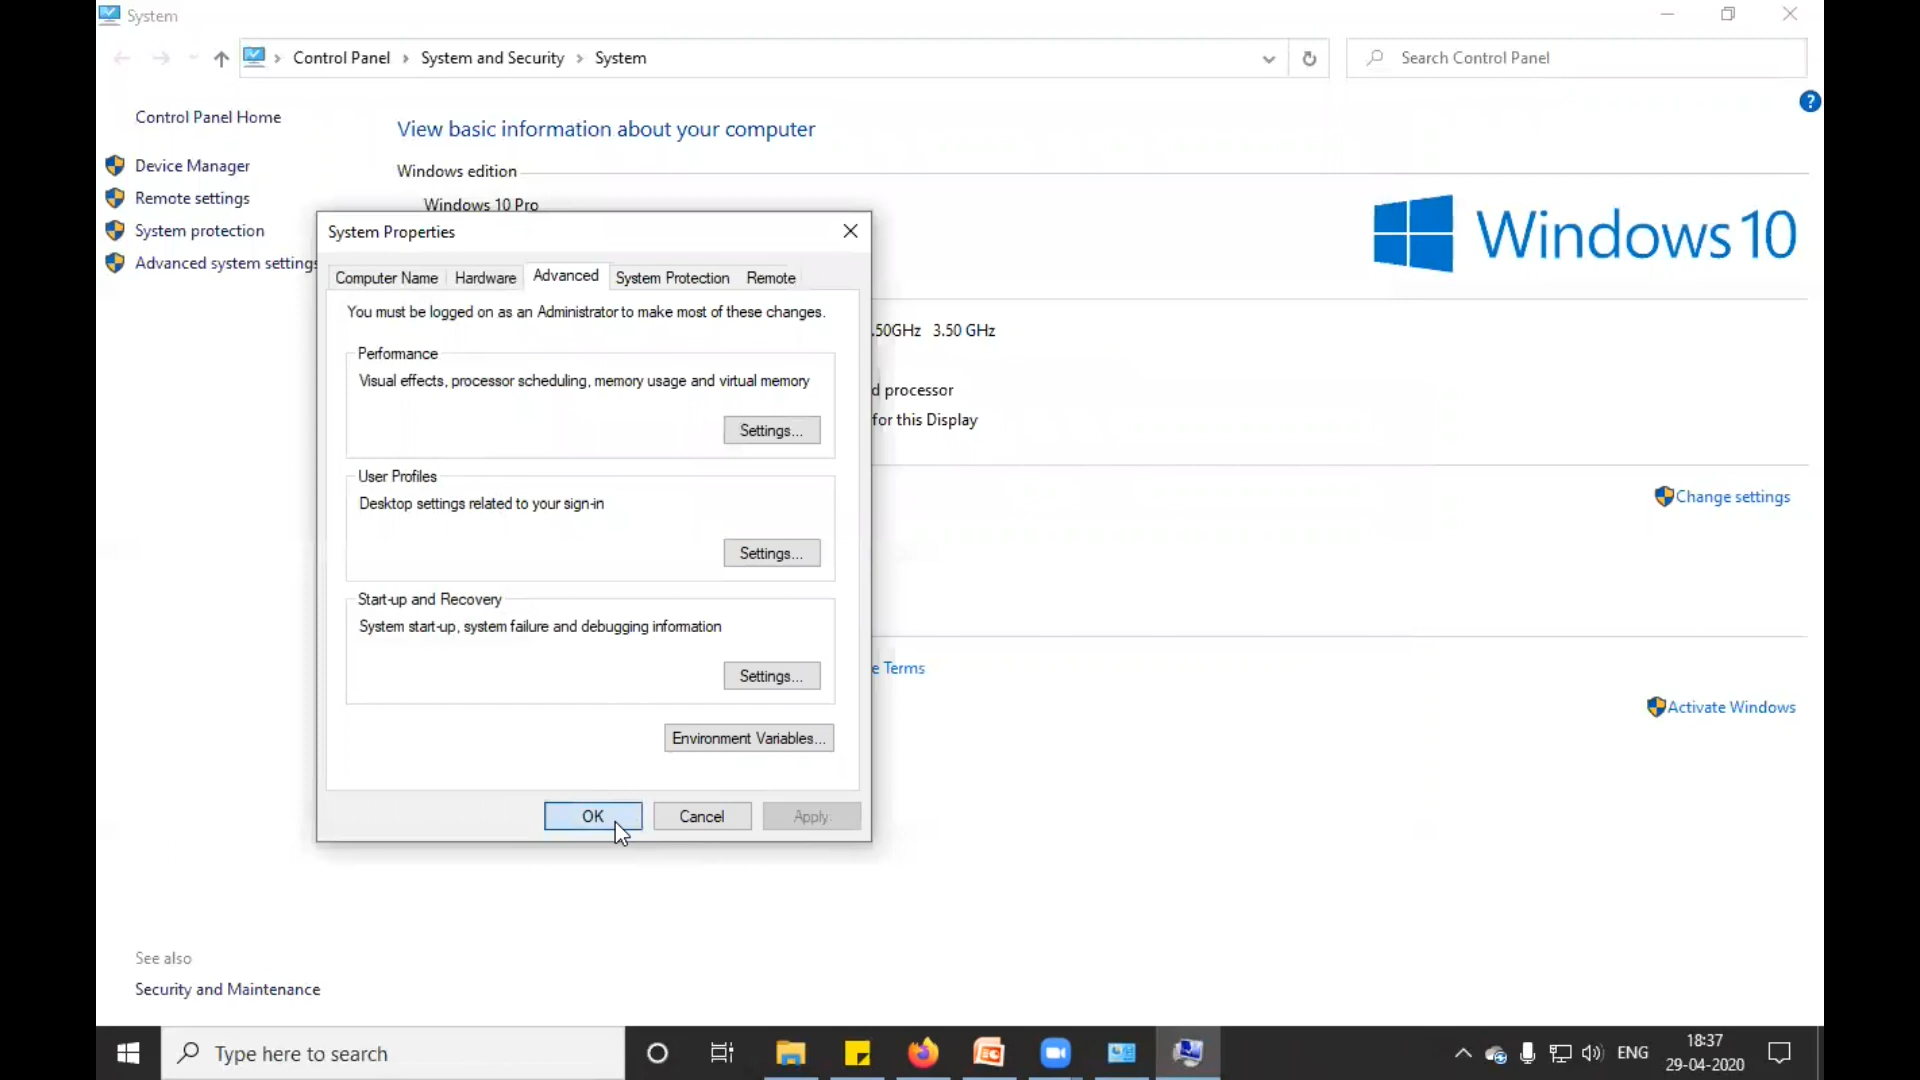 System
Control Panel > System and Security > System
Search Control Panel
Control Panel Home
Device Manager
Remote settings
System protection
Advanced system settings
View basic information about your computer
Windows edition
Windows 10 Pro
Windows 10
System Properties
Computer Name Hardware Advanced System Protection Remote
You must be logged on as an Administrator to make most of these changes.
Performance
Visual effects, processor scheduling, memory usage and virtual memory
Settings...
User Profiles
Desktop settings related to your sign-in
Settings...
Start-up and Recovery
System start-up, system failure and debugging information
Settings...
Environment Variables...
OK Cancel Apply
.50GHz 3.50 GHz
d processor
for this Display
Change settings
e Terms
Activate Windows
See also
Security and Maintenance
Type here to search
ENG
18:37
29-04-2020